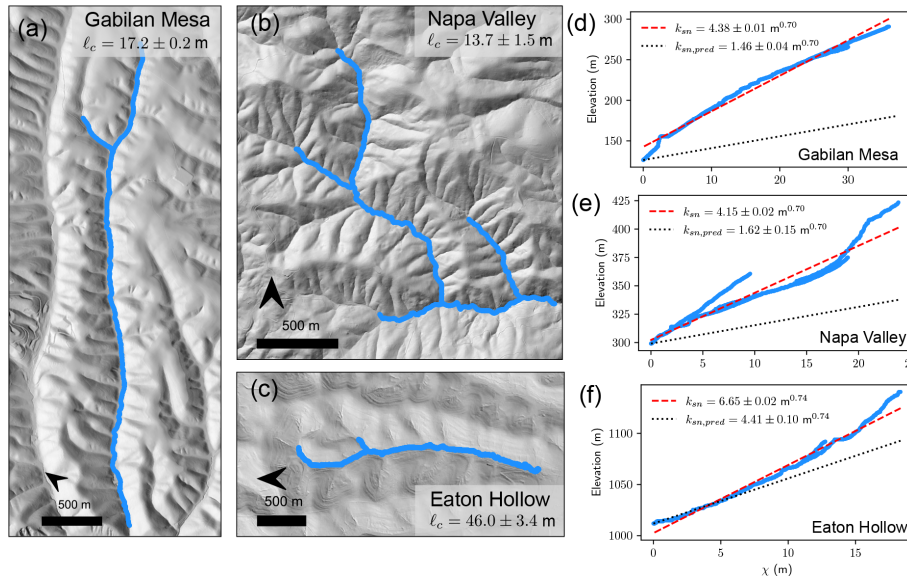 (a)
Gabilan Mesa
ℓc = 17.2 ± 0.2 m
500 m
(b)
Napa Valley
ℓc = 13.7 ± 1.5 m
500 m
(c)
500 m
Eaton Hollow
ℓc = 46.0 ± 3.4 m
(d)
300
250
200
150
Elevation (m)
ksn = 4.38 ± 0.01 m^0.70
ksn,pred = 1.46 ± 0.04 m^0.70
Gabilan Mesa
0 10 20 30
(e)
425
400
375
350
325
300
Elevation (m)
ksn = 4.15 ± 0.02 m^0.70
ksn,pred = 1.62 ± 0.15 m^0.70
Napa Valley
0 5 10 15 20
(f)
1100
1050
1000
Elevation (m)
ksn = 6.65 ± 0.02 m^0.74
ksn,pred = 4.41 ± 0.10 m^0.74
Eaton Hollow
0 5 10 15
χ (m)